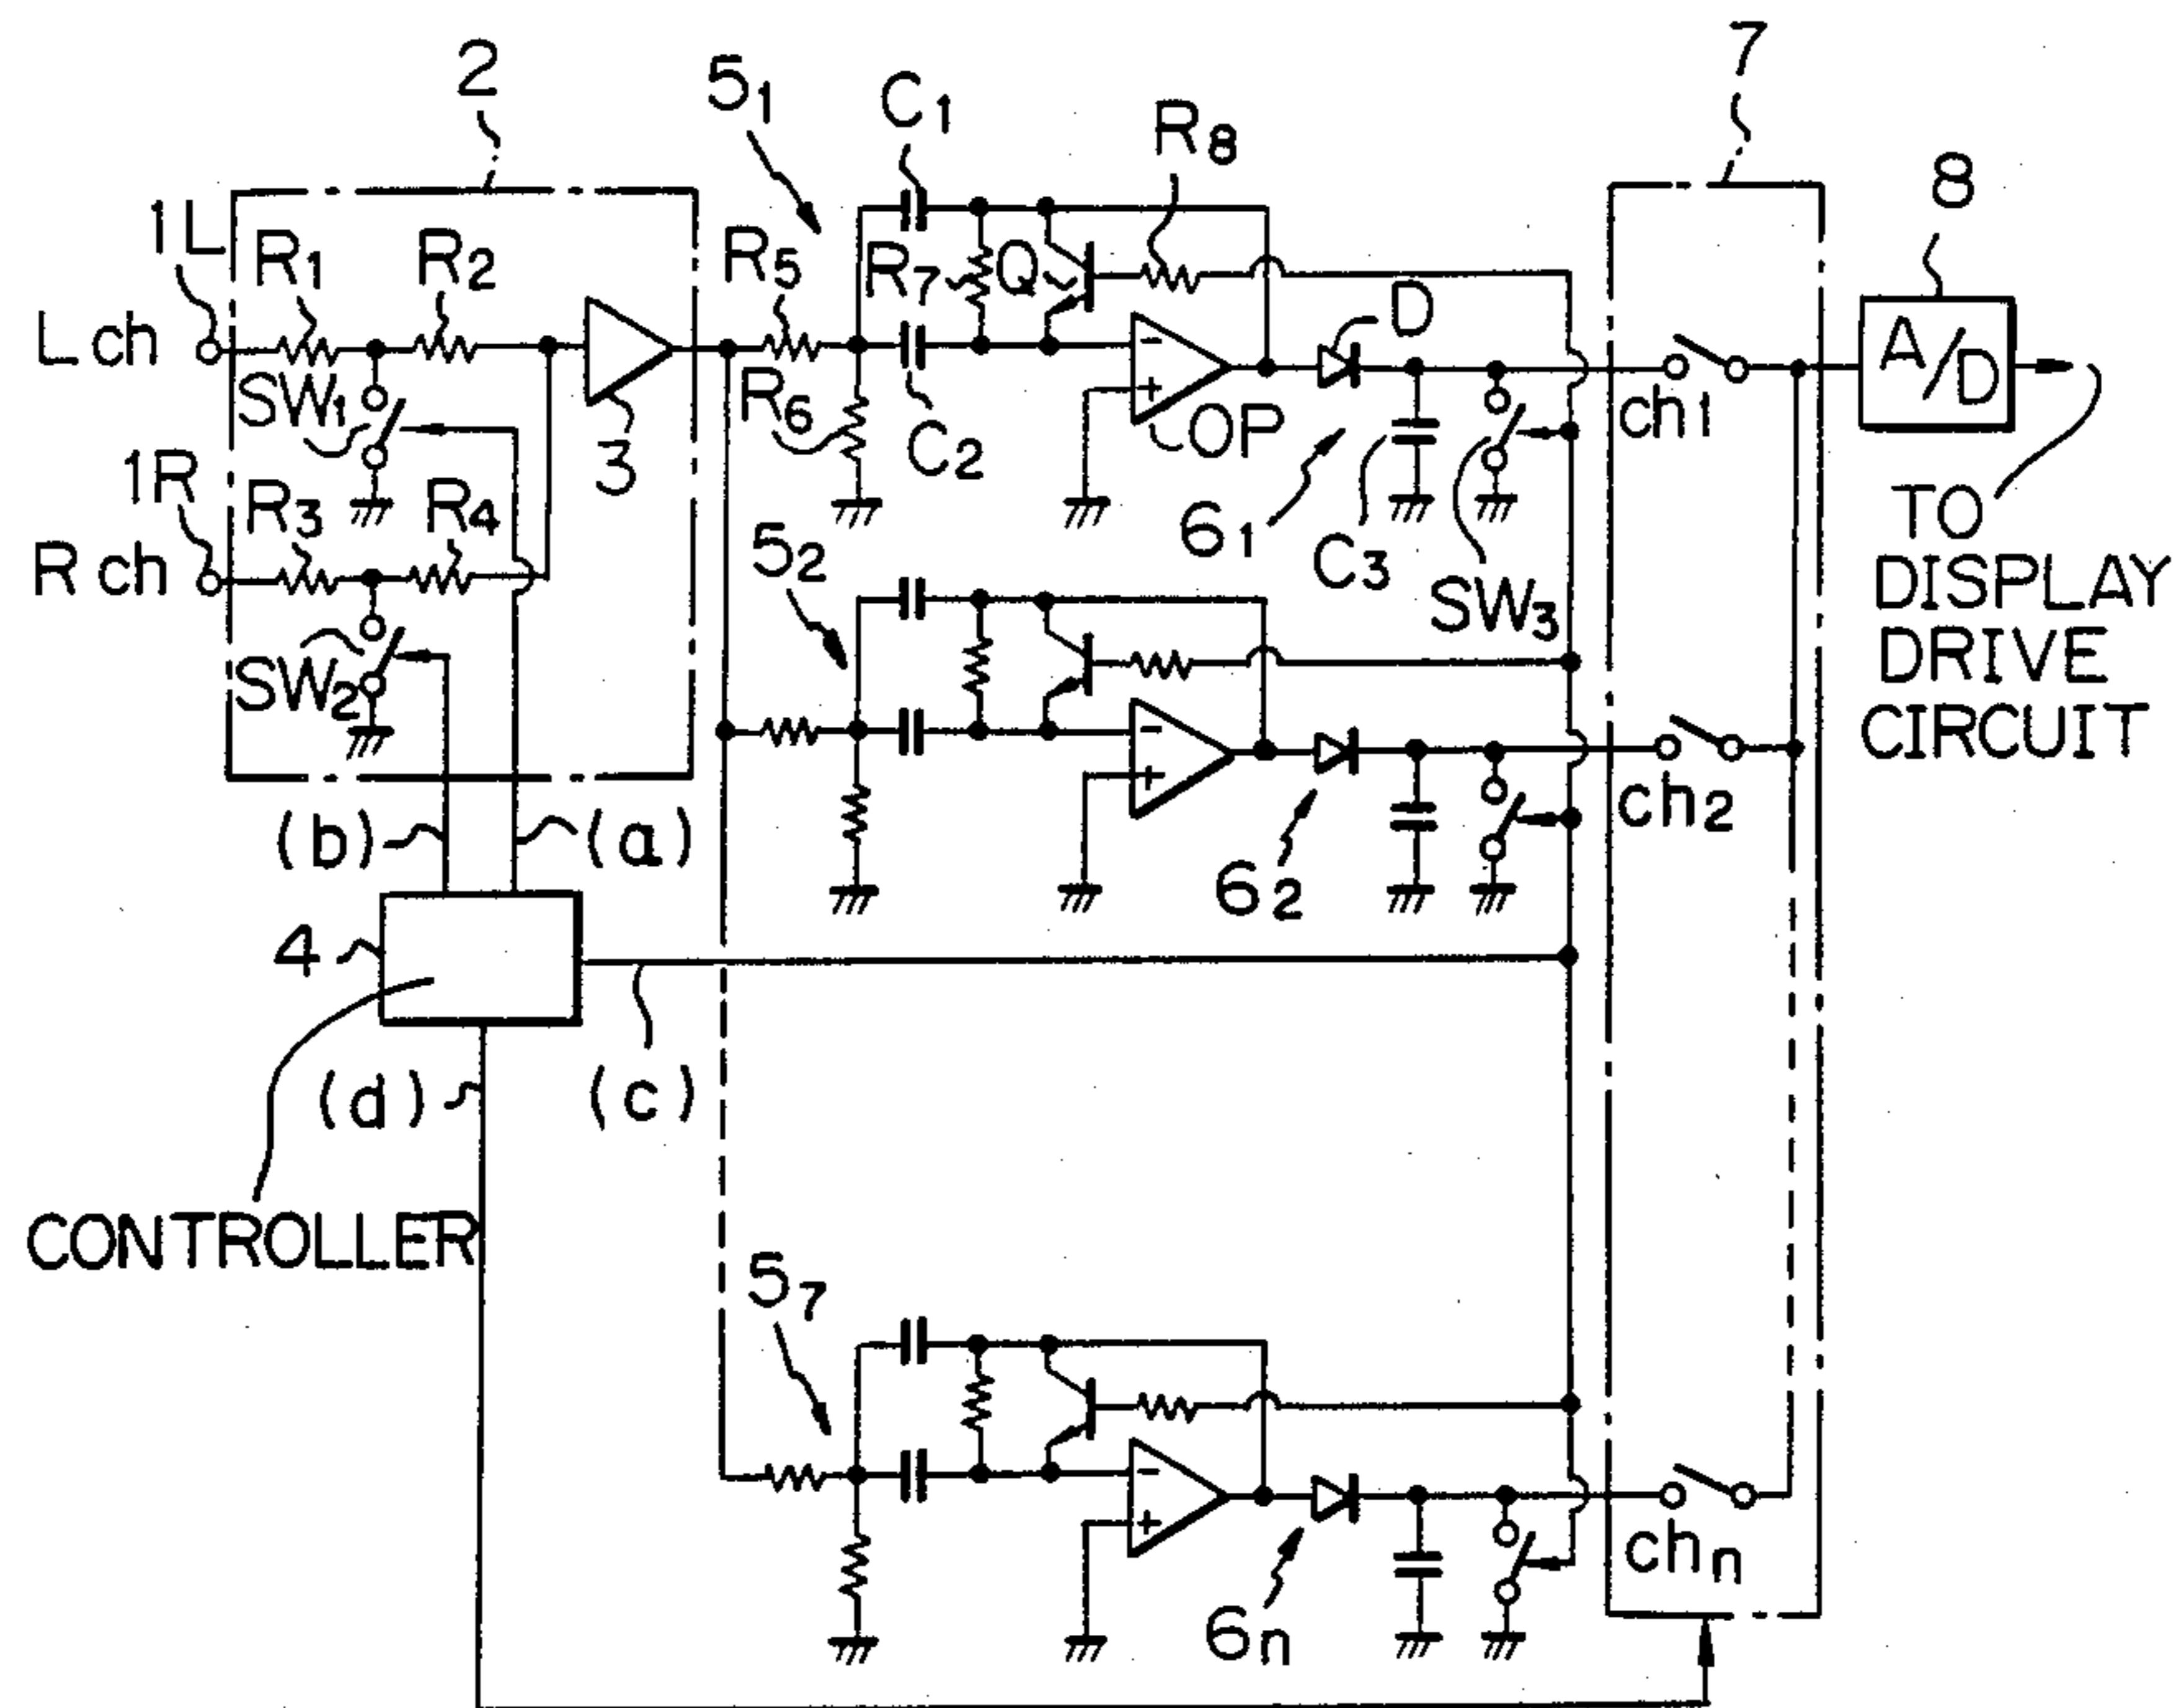 2
5₁
C₁
R₈
7
8
1L
R₁
R₂
R₅
R₇
Q
D
L ch
SW₁
3
R₆
C₂
-
+
OP
ch₁
A/D
1R
R₃
R₄
R ch
SW₂
5₂
6₁
C₃
SW₃
TO
DISPLAY
DRIVE
CIRCUIT
-
+
ch₂
(b)
(a)
6₂
4
(d)
(c)
CONTROLLER
5₇
-
+
chₙ
6ₙ